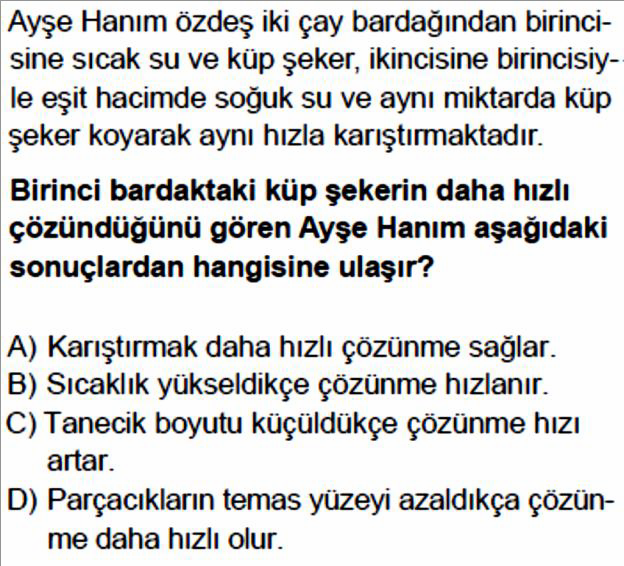 Ayşe Hanım özdeş iki çay bardağından birinci-
sine sıcak su ve küp şeker, ikincisine birincisiy-
le eşit hacimde soğuk su ve aynı miktarda küp
şeker koyarak aynı hızla karıştırmaktadır.
Birinci bardaktaki küp şekerin daha hızlı
çözündüğünü gören Ayşe Hanım aşağıdaki
sonuçlardan hangisine ulaşır?
A) Karıştırmak daha hızlı çözünme sağlar.
B) Sıcaklık yükseldikçe çözünme hızlanır.
C) Tanecik boyutu küçüldükçe çözünme hızı
artar.
D) Parçacıkların temas yüzeyi azaldıkça çözün-
me daha hızlı olur.